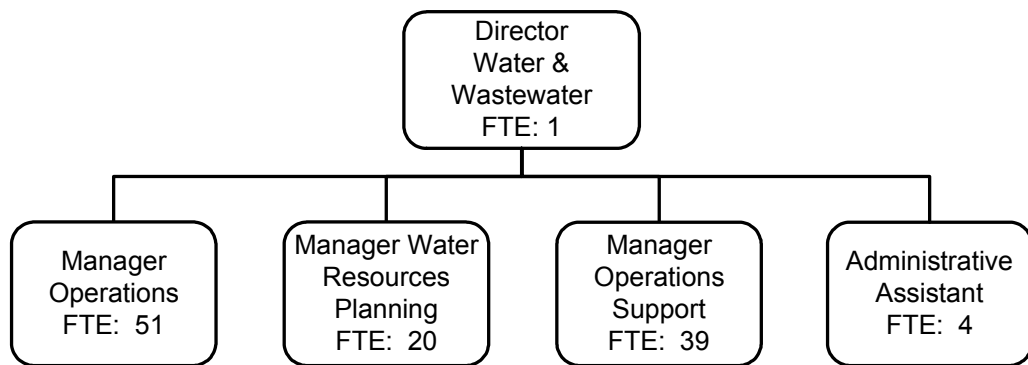 Director
Water &
Wastewater
FTE: 1
Manager
Operations
FTE: 51
Manager Water
Resources
Planning
FTE: 20
Manager
Operations
Support
FTE: 39
Administrative
Assistant
FTE: 4